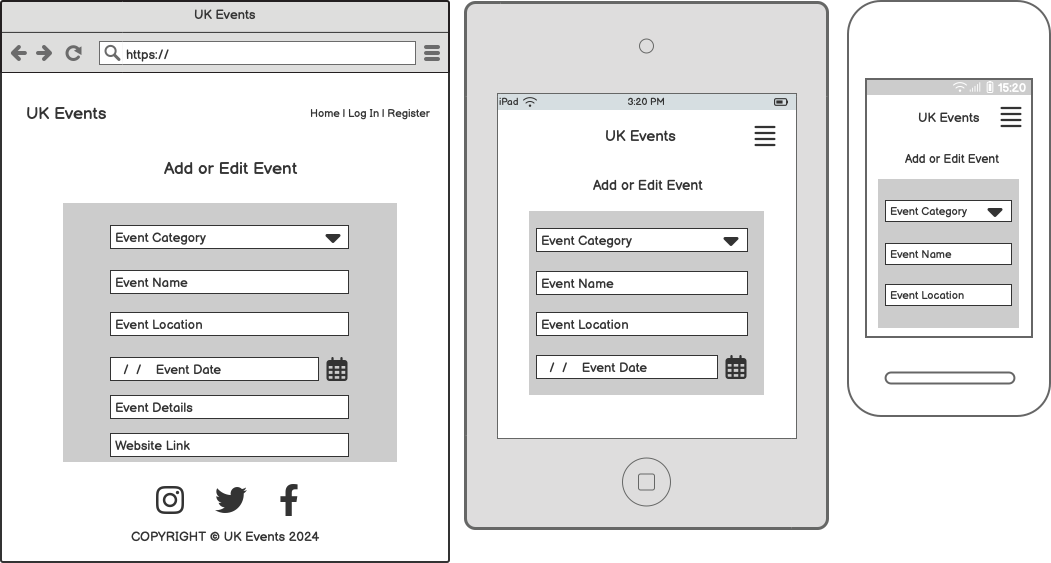 UK Events
https://
UK Events
Home | Log In | Register
Add or Edit Event
Event Category
Event Name
Event Location
/ / Event Date
Event Details
Website Link
COPYRIGHT © UK Events 2024
iPad 3:20 PM
UK Events
Add or Edit Event
Event Category
Event Name
Event Location
/ / Event Date
15:20
UK Events
Add or Edit Event
Event Category
Event Name
Event Location